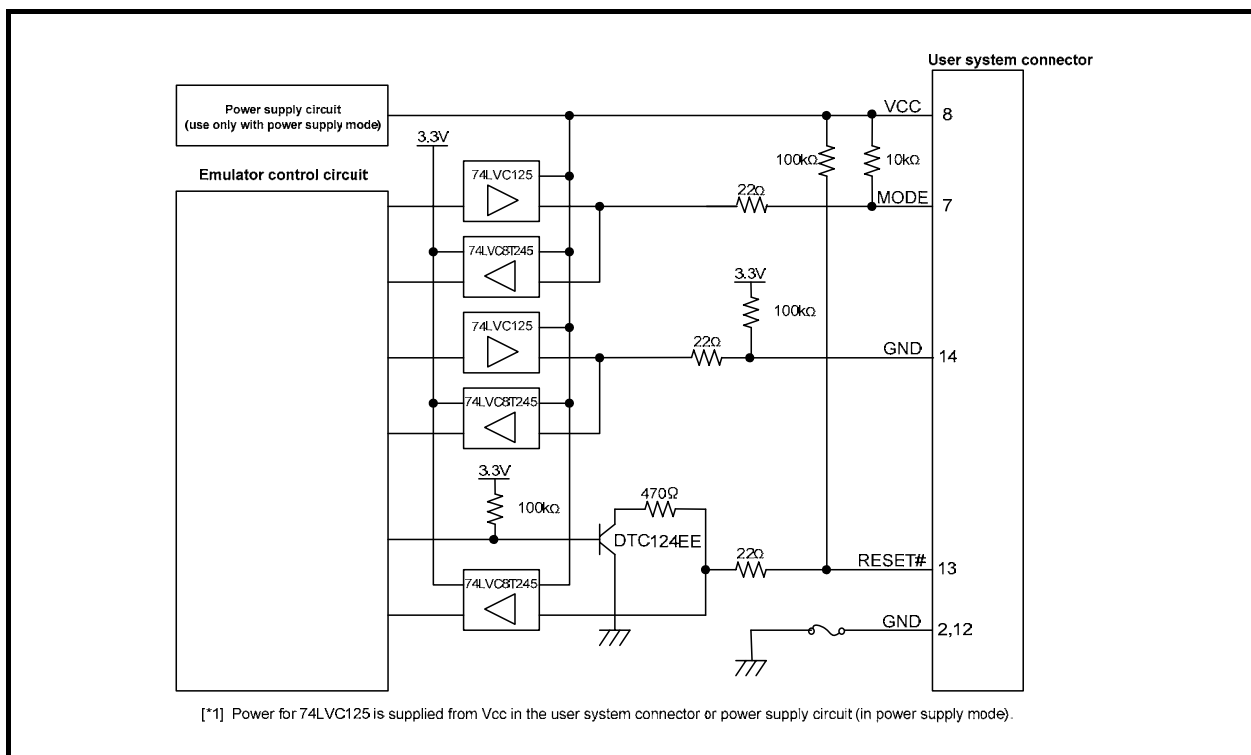 User system connector
Power supply circuit
(use only with power supply mode)
VCC
8
3.3V
100kΩ
10kΩ
Emulator control circuit
74LVC125
22Ω
MODE
7
74LVC8T245
3.3V
100kΩ
74LVC125
22Ω
GND
14
74LVC8T245
3.3V
100kΩ
470Ω
DTC124EE
22Ω
RESET#
13
74LVC8T245
GND
2,12
[*1] Power for 74LVC125 is supplied from Vcc in the user system connector or power supply circuit (in power supply mode).